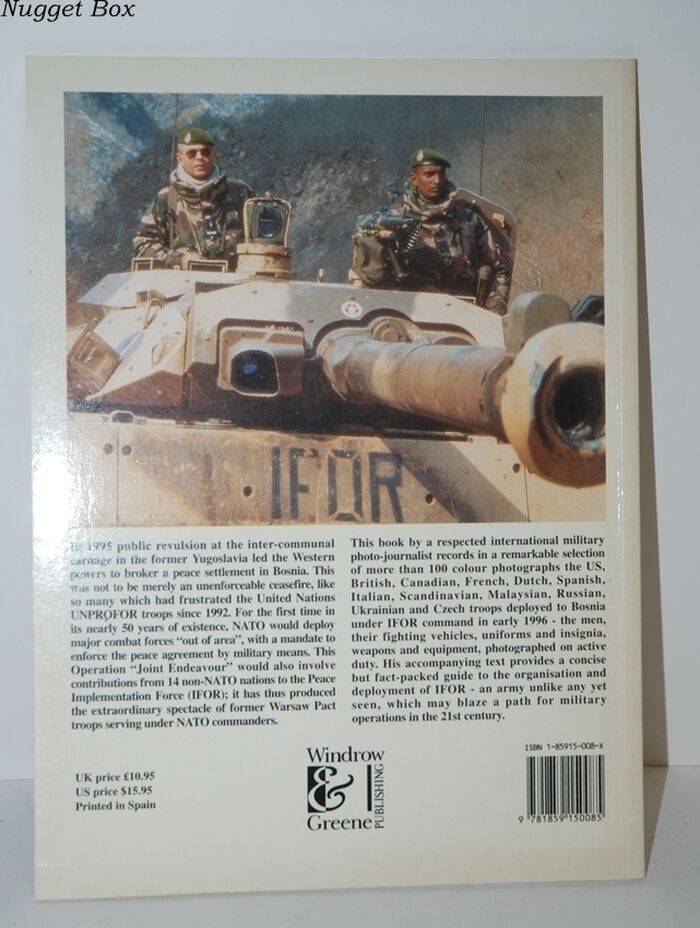 Nugget Box
IFOR
In 1995 public revulsion at the inter-communal
carnage in the former Yugoslavia led the Western
powers to broker a peace settlement in Bosnia. This
was not to be merely an unenforceable ceasefire, like
so many which had frustrated the United Nations
UNPROFOR troops since 1992. For the first time in
its nearly 50 years of existence, NATO would deploy
major combat forces “out of area”, with a mandate to
enforce the peace agreement by military means. This
Operation “Joint Endeavour” would also involve
contributions from 14 non-NATO nations to the Peace
Implementation Force (IFOR); it has thus produced
the extraordinary spectacle of former Warsaw Pact
troops serving under NATO commanders.
This book by a respected international military
photo-journalist records in a remarkable selection
of more than 100 colour photographs the US,
British, Canadian, French, Dutch, Spanish,
Italian, Scandinavian, Malaysian, Russian,
Ukrainian and Czech troops deployed to Bosnia
under IFOR command in early 1996 - the men,
their fighting vehicles, uniforms and insignia,
weapons and equipment, photographed on active
duty. His accompanying text provides a concise
but fact-packed guide to the organisation and
deployment of IFOR - an army unlike any yet
seen, which may blaze a path for military
operations in the 21st century.
UK price £10.95
US price $15.95
Printed in Spain
Windrow
&
Greene
PUBLISHING
ISBN 1-85915-008-X
9 781859 150085